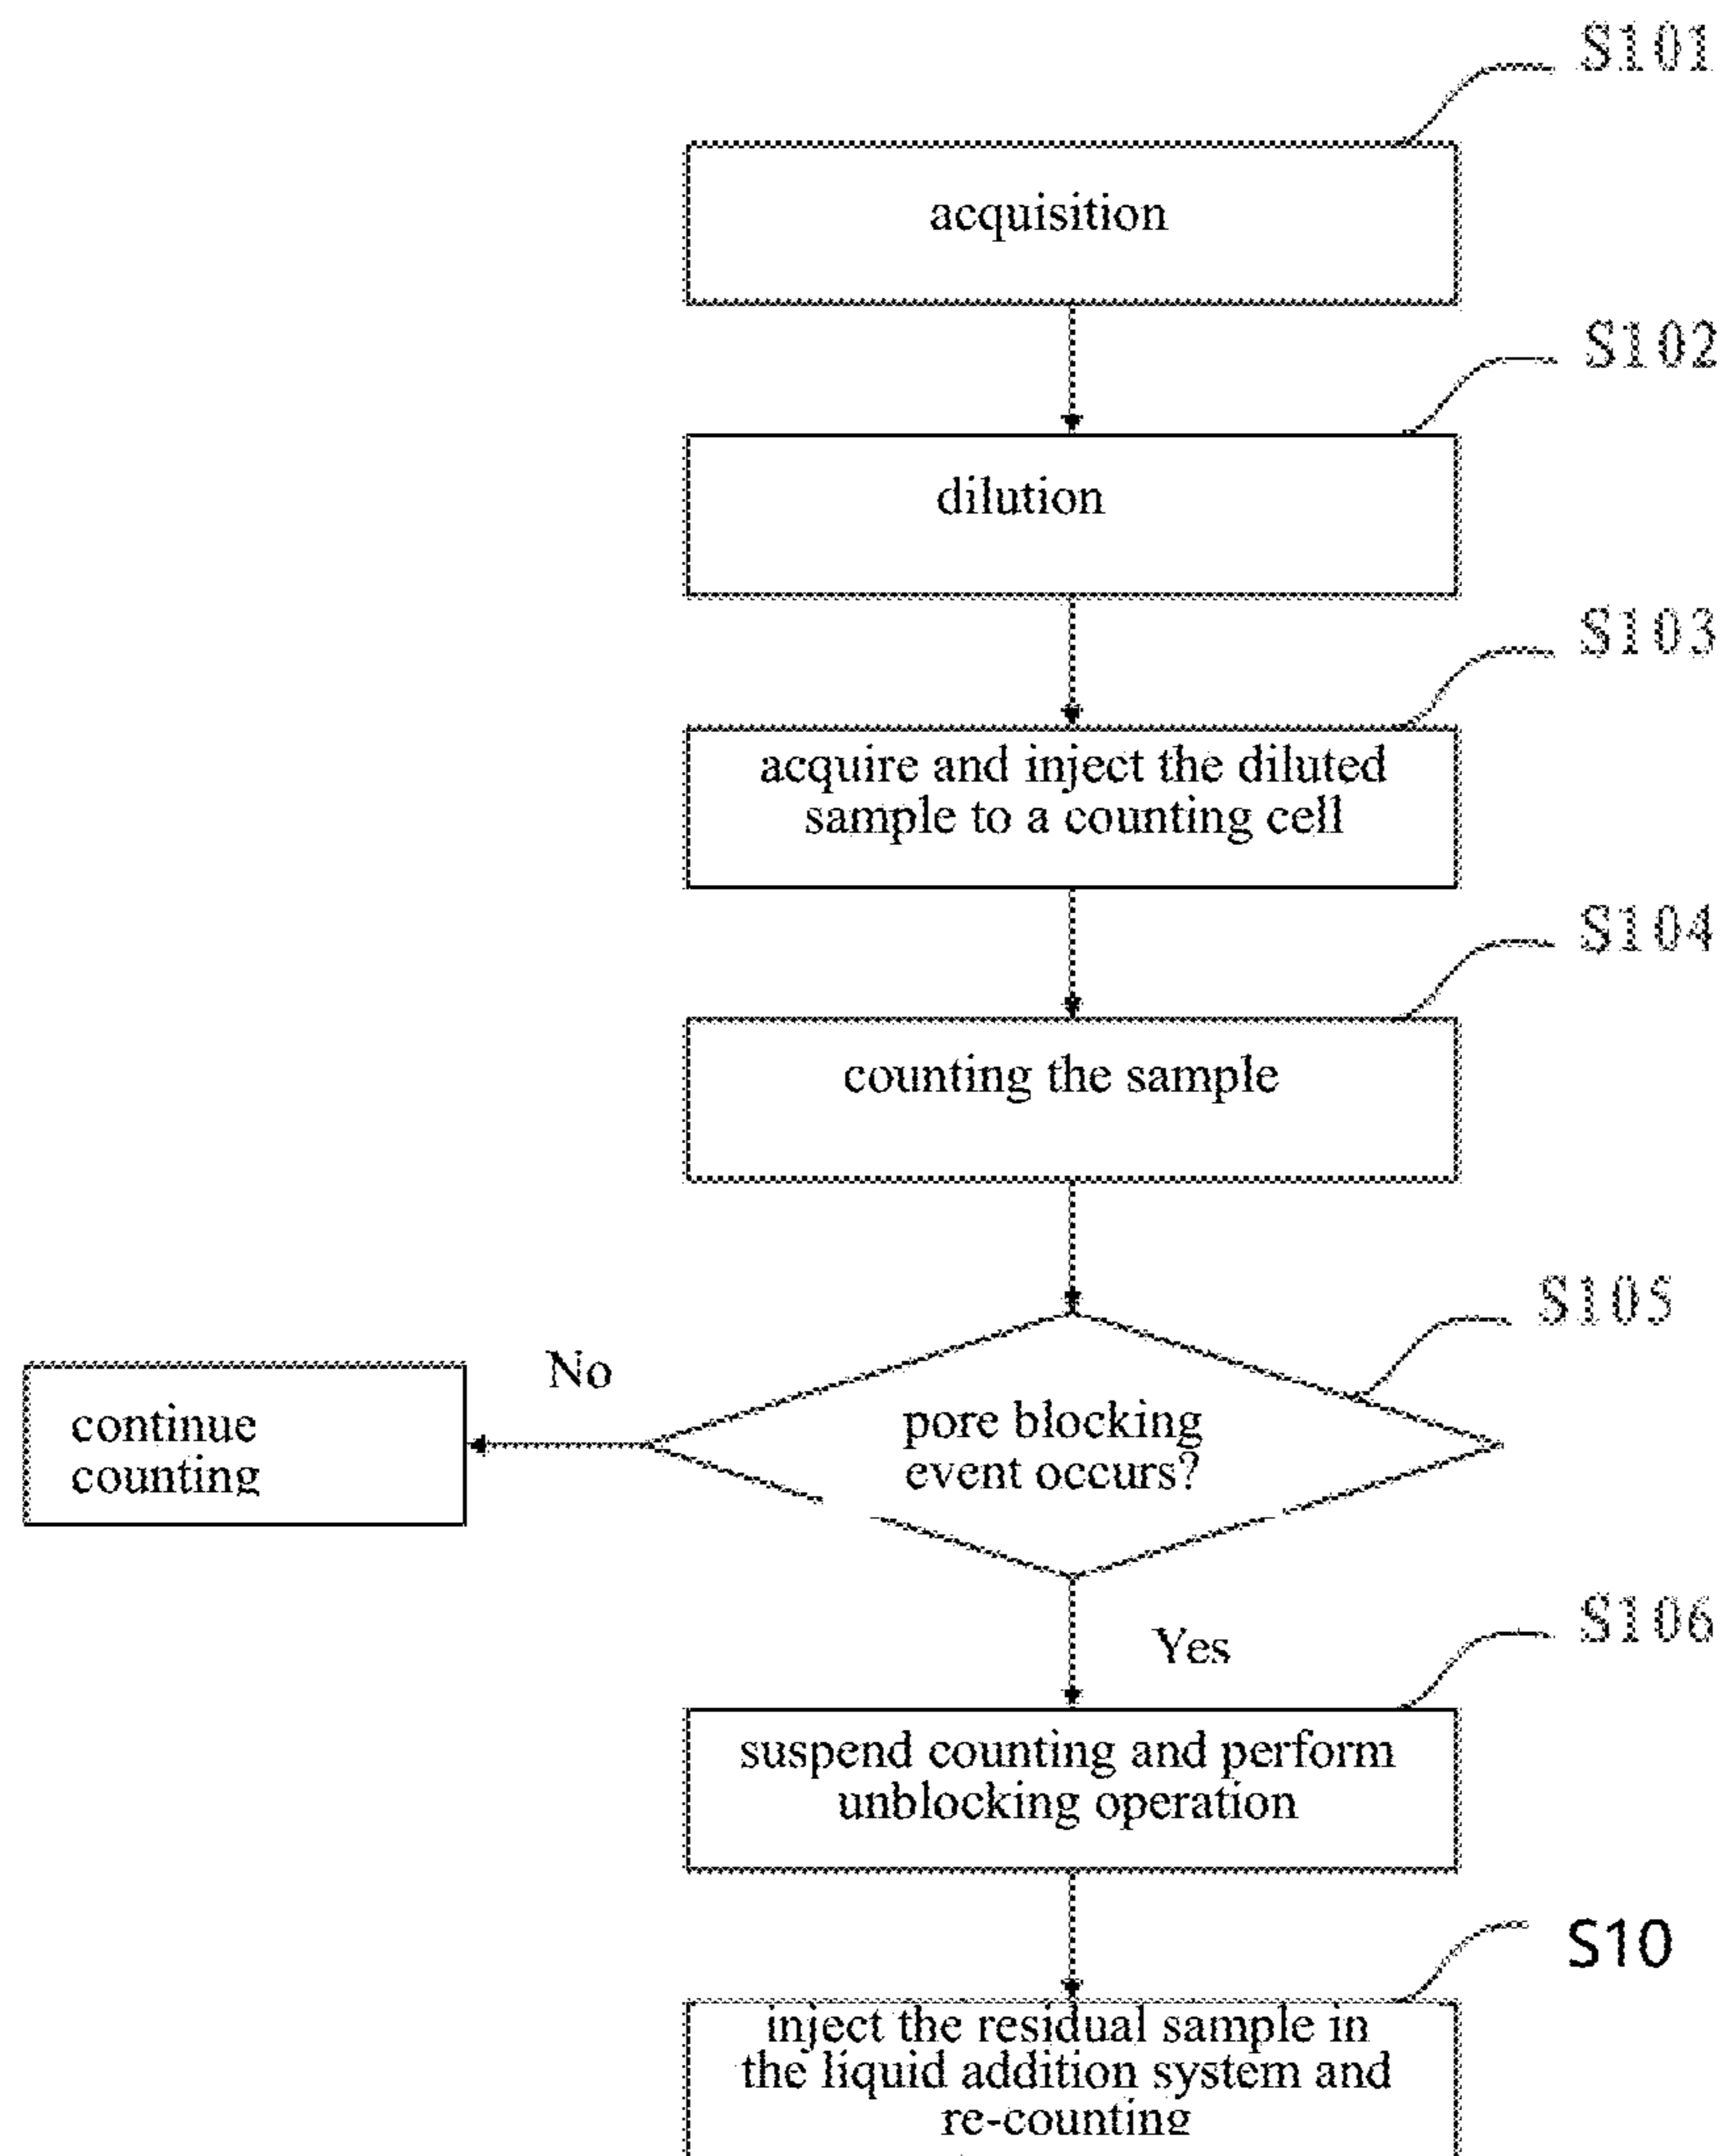 S101
acquisition
S102
dilution
S103
acquire and inject the diluted
sample to a counting cell
S104
counting the sample
S105
No
continue
counting
pore blocking
event occurs?
Yes
S106
suspend counting and perform
unblocking operation
S10
inject the residual sample in
the liquid addition system and
re-counting